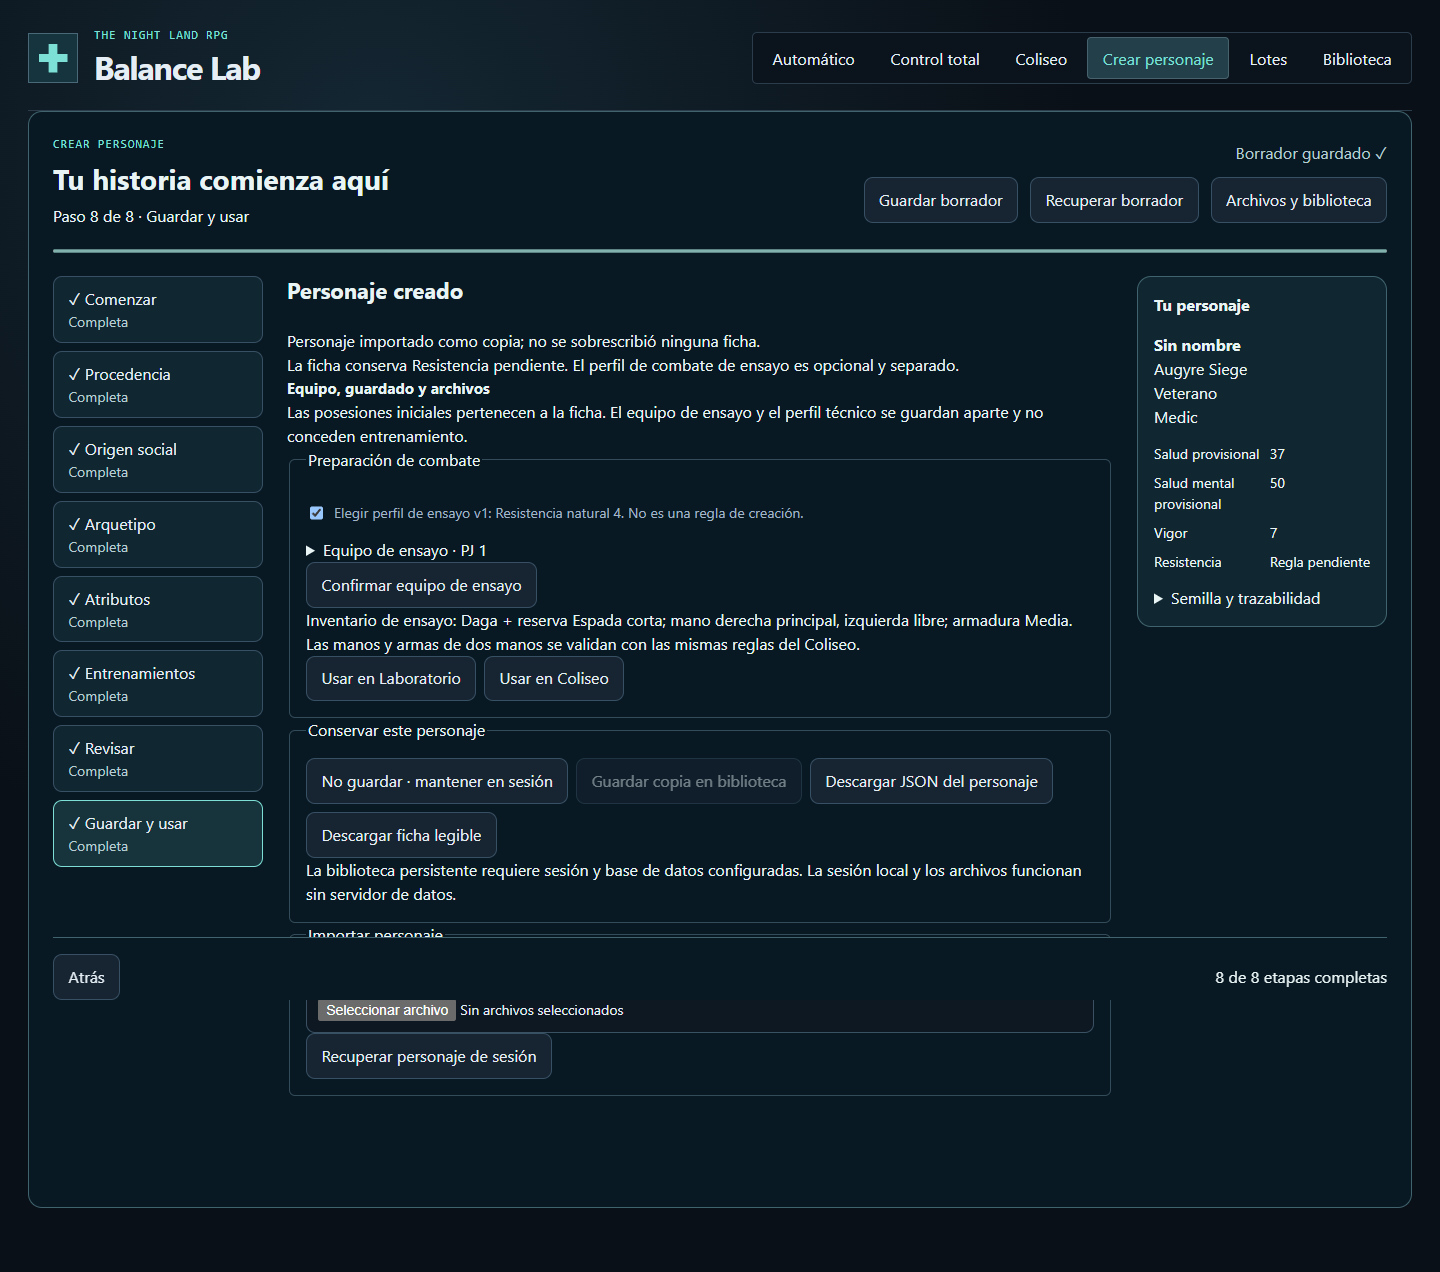 THE NIGHT LAND RPG
Balance Lab
Automático
Control total
Coliseo
Crear personaje
Lotes
Biblioteca
CREAR PERSONAJE
Tu historia comienza aquí
Paso 8 de 8 · Guardar y usar
Borrador guardado ✓
Guardar borrador
Recuperar borrador
Archivos y biblioteca
✓ Comenzar
Completa
✓ Procedencia
Completa
✓ Origen social
Completa
✓ Arquetipo
Completa
✓ Atributos
Completa
✓ Entrenamientos
Completa
✓ Revisar
Completa
✓ Guardar y usar
Completa
Personaje creado
Personaje importado como copia; no se sobrescribió ninguna ficha.
La ficha conserva Resistencia pendiente. El perfil de combate de ensayo es opcional y separado.
Equipo, guardado y archivos
Las posesiones iniciales pertenecen a la ficha. El equipo de ensayo y el perfil técnico se guardan aparte y no
conceden entrenamiento.
Preparación de combate
Elegir perfil de ensayo v1: Resistencia natural 4. No es una regla de creación.
▶ Equipo de ensayo · PJ 1
Confirmar equipo de ensayo
Inventario de ensayo: Daga + reserva Espada corta; mano derecha principal, izquierda libre; armadura Media.
Las manos y armas de dos manos se validan con las mismas reglas del Coliseo.
Usar en Laboratorio
Usar en Coliseo
Conservar este personaje
No guardar · mantener en sesión
Guardar copia en biblioteca
Descargar JSON del personaje
Descargar ficha legible
La biblioteca persistente requiere sesión y base de datos configuradas. La sesión local y los archivos funcionan
sin servidor de datos.
Importar personaje
Seleccionar archivo Sin archivos seleccionados
Recuperar personaje de sesión
Tu personaje
Sin nombre
Augyre Siege
Veterano
Medic
Salud provisional 37
Salud mental provisional 50
Vigor 7
Resistencia Regla pendiente
▶ Semilla y trazabilidad
Atrás
8 de 8 etapas completas